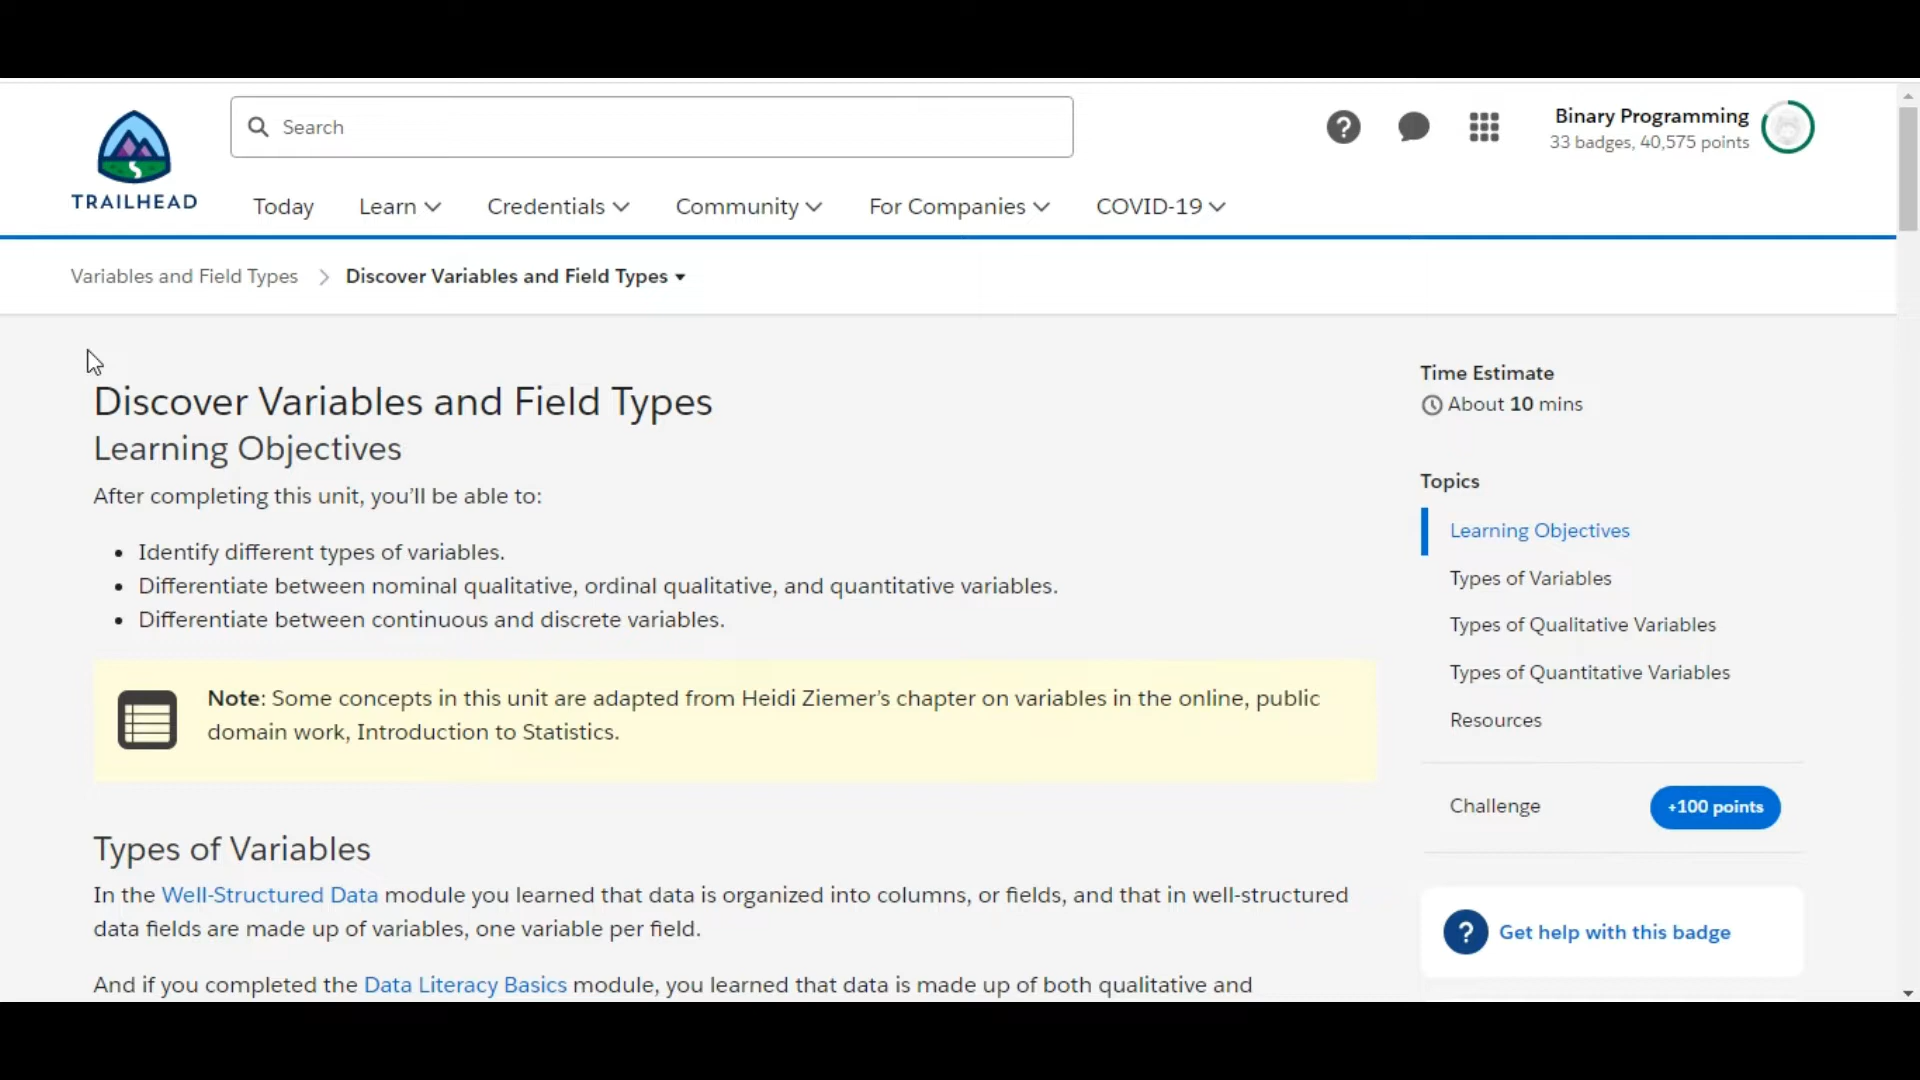 Search
Binary Programming
33 badges, 40,575 points
TRAILHEAD
Today Learn Credentials Community For Companies COVID-19
Variables and Field Types Discover Variables and Field Types
Discover Variables and Field Types
Learning Objectives
After completing this unit, you'll be able to:
• Identify different types of variables.
• Differentiate between nominal qualitative, ordinal qualitative, and quantitative variables.
• Differentiate between continuous and discrete variables.
Note: Some concepts in this unit are adapted from Heidi Ziemer's chapter on variables in the online, public
domain work, Introduction to Statistics.
Types of Variables
In the Well-Structured Data module you learned that data is organized into columns, or fields, and that in well-structured
data fields are made up of variables, one variable per field.
And if you completed the Data Literacy Basics module, you learned that data is made up of both qualitative and
Time Estimate
About 10 mins
Topics
Learning Objectives
Types of Variables
Types of Qualitative Variables
Types of Quantitative Variables
Resources
Challenge +100 points
? Get help with this badge